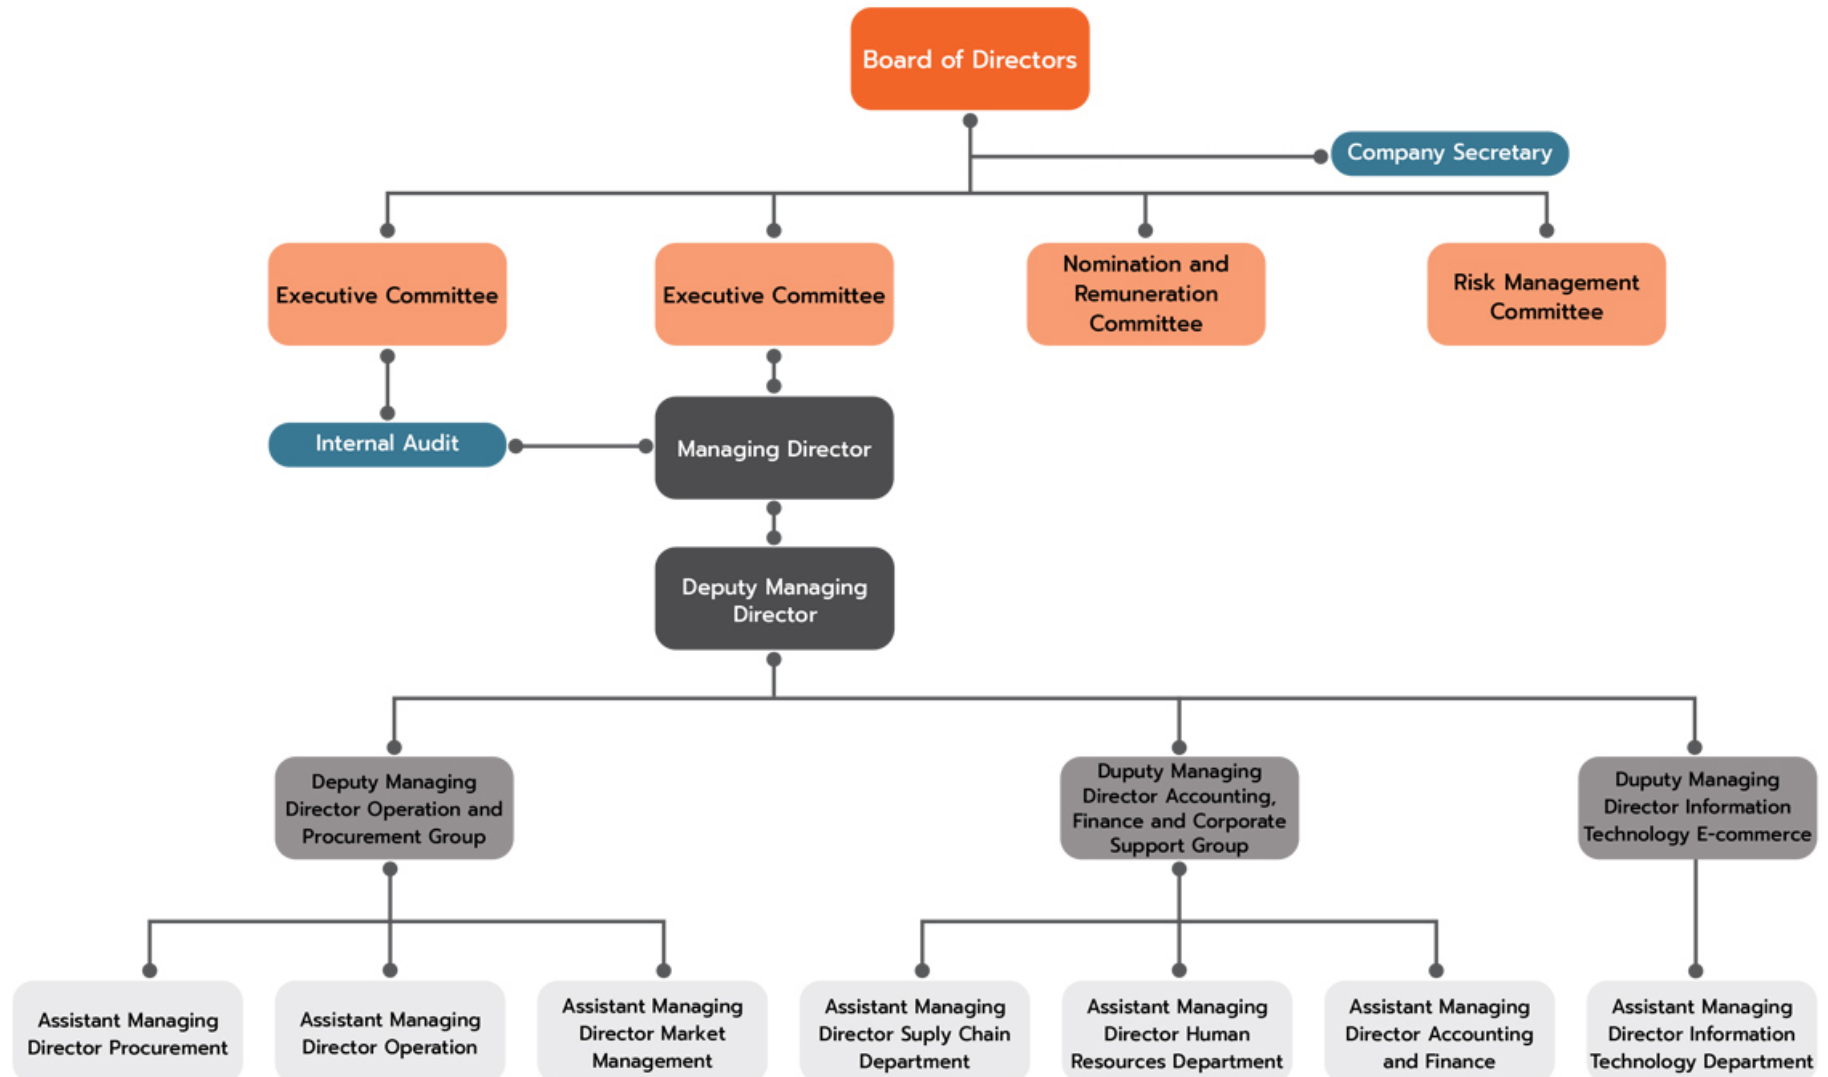 Board of Directors
Company Secretary
Executive Committee
Executive Committee
Nomination and
Remuneration
Committee
Risk Management
Committee
Internal Audit
Managing Director
Deputy Managing
Director
Deputy Managing
Director Operation and
Procurement Group
Duputy Managing
Director Accounting,
Finance and Corporate
Support Group
Duputy Managing
Director Information
Technology E-commerce
Assistant Managing
Director Procurement
Assistant Managing
Director Operation
Assistant Managing
Director Market
Management
Assistant Managing
Director Suply Chain
Department
Assistant Managing
Director Human
Resources Department
Assistant Managing
Director Accounting
and Finance
Assistant Managing
Director Information
Technology Department